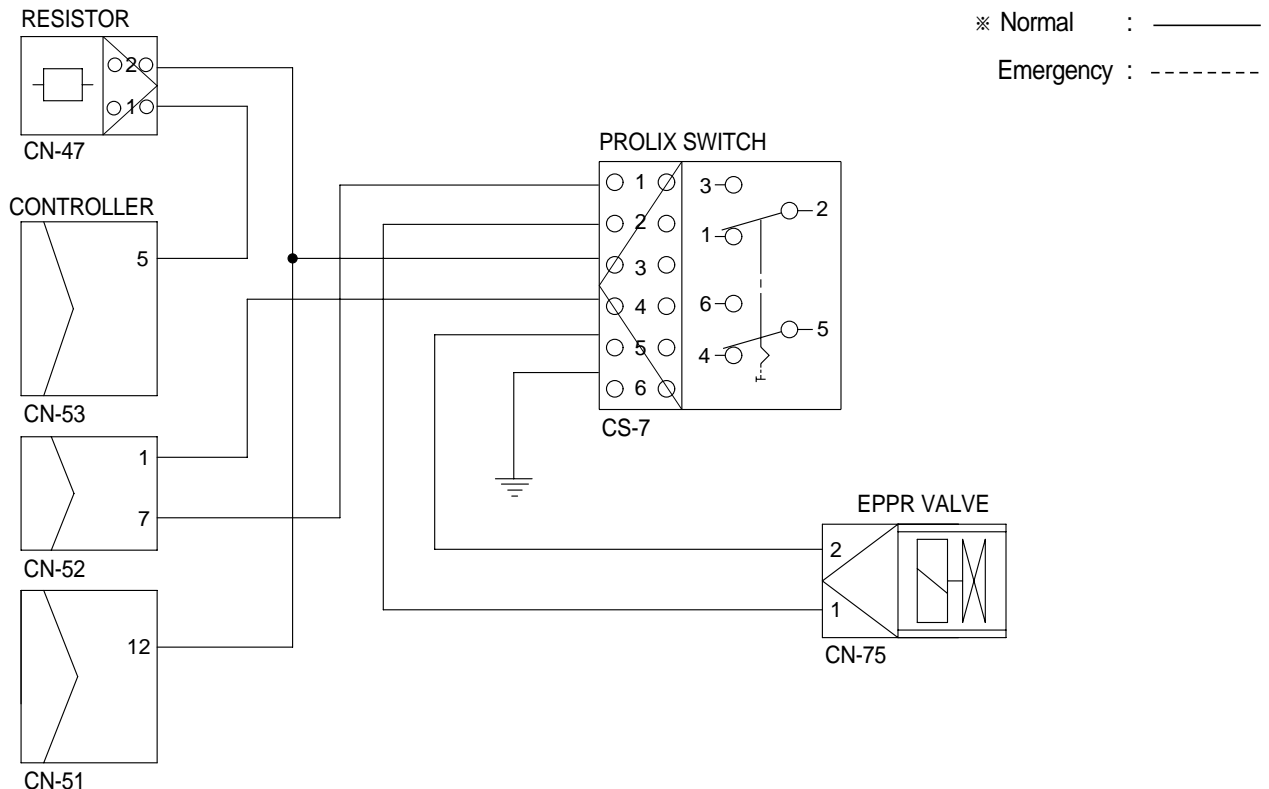 RESISTOR
2
1
CN-47
CONTROLLER
5
CN-53
1
7
CN-52
12
CN-51
※ Normal :
Emergency :
PROLIX SWITCH
1
2
3
4
5
6
3
2
1
6
5
4
CS-7
EPPR VALVE
2
1
CN-75